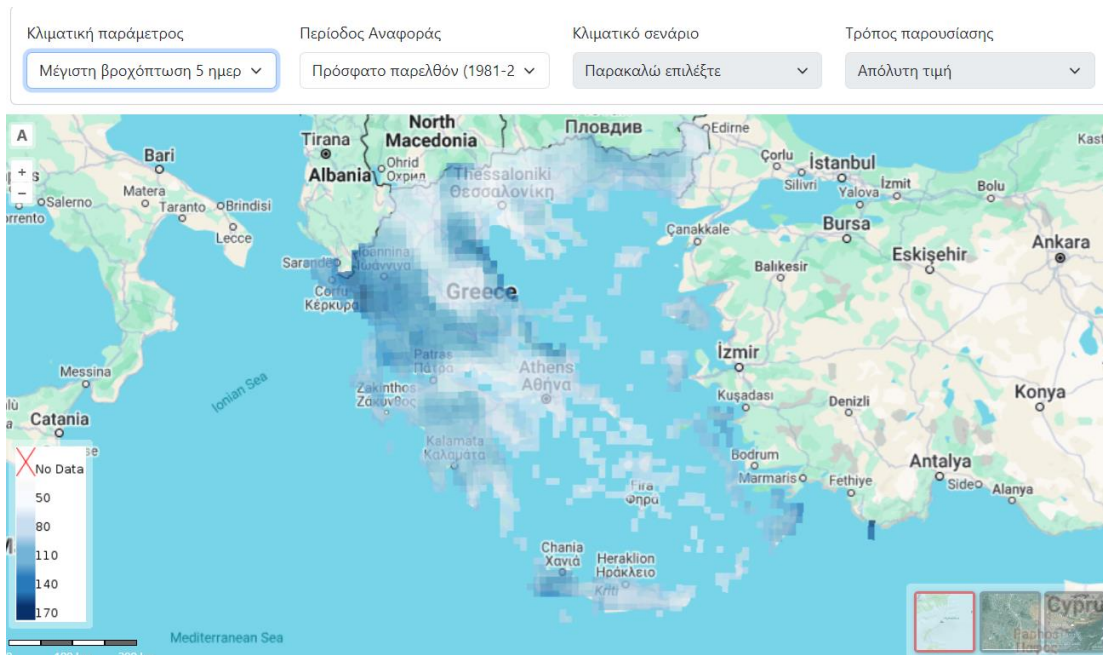 Κλιματική παράμετρος
Περίοδος Αναφοράς
Κλιματικό σενάριο
Τρόπος παρουσίασης
Μέγιστη βροχόπτωση 5 ημερ
Πρόσφατο παρελθόν (1981-2
Παρακαλώ επιλέξτε
Απόλυτη τιμή
A
+
−
North
Macedonia
Пловдив
Edirne
Tirana
Albania
Ohrid
Охрид
Çorlu
İstanbul
Silivri
Yalova
İzmit
Bolu
Kast
Bari
Matera
Salerno
Taranto
Brindisi
Lecce
Thessaloniki
Θεσσαλονίκη
Çanakkale
Bursa
Eskişehir
Ankara
Balıkesir
Sarandë
Ioannina
Ιωάννινα
Corfu
Κέρκυρα
Greece
Patras
Πάτρα
Athens
Αθήνα
Zakinthos
Ζάκυνθος
İzmir
Kuşadası
Denizli
Konya
Messina
Catania
Ionian Sea
Kalamata
Καλαμάτα
Bodrum
Marmaris
Fethiye
Antalya
Side
Alanya
Fira
Φηρα
Chania
Χανιά
Heraklion
Ηράκλειο
Kriti
No Data
50
80
110
140
170
Mediterranean Sea
Cypru
Paphos
Πάφος